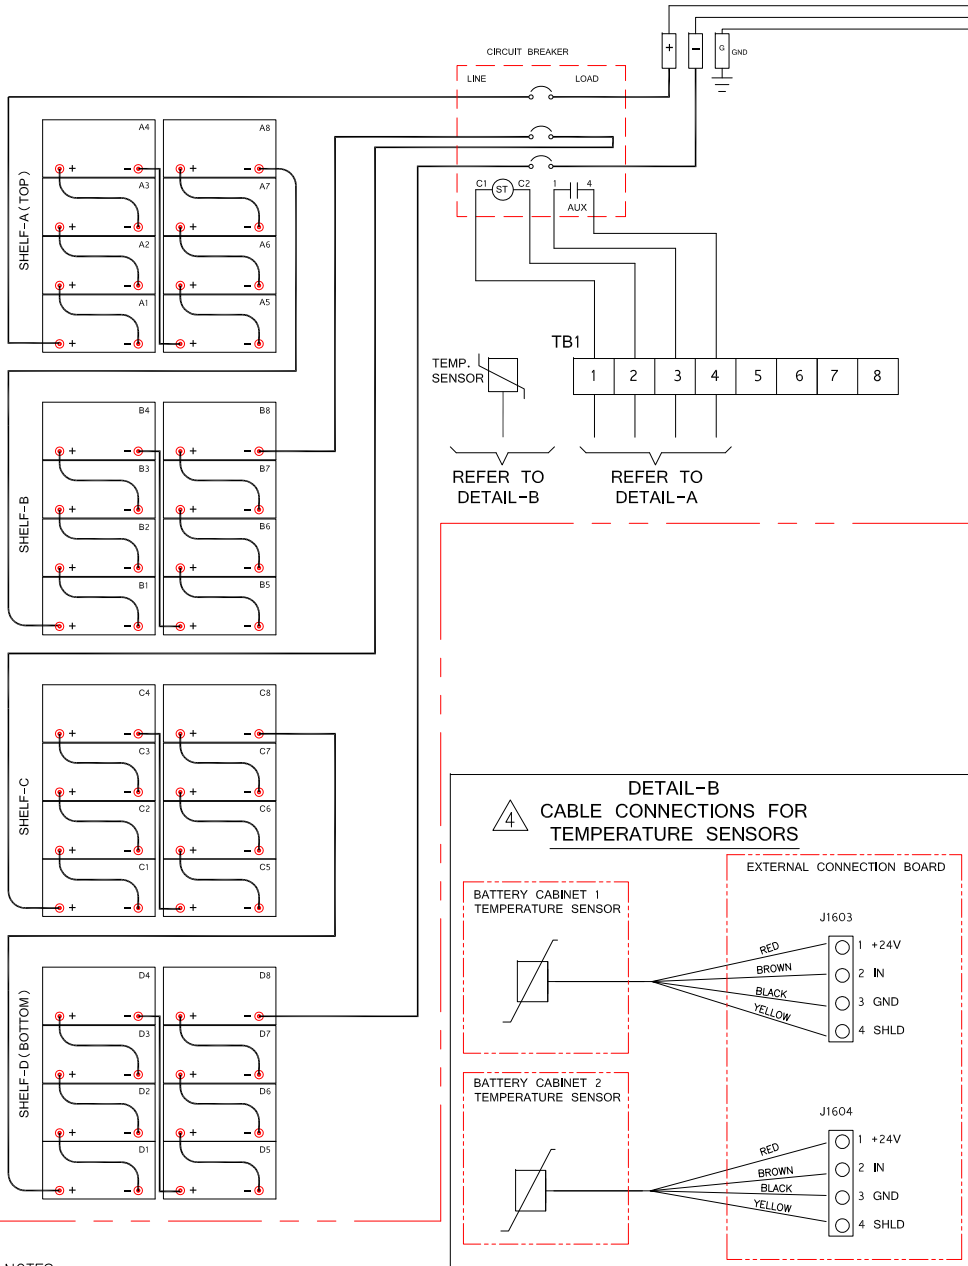 CIRCUIT BREAKER
LINE LOAD
+ − G GND
C1 ST C2 1 4
AUX
SHELF-A (TOP)
A4 A8
+ − + −
A3 A7
+ − + −
A2 A6
+ − + −
A1 A5
+ − + −
TEMP.
SENSOR
TB1
1 2 3 4 5 6 7 8
REFER TO
DETAIL-B
REFER TO
DETAIL-A
SHELF-B
B4 B8
+ − + −
B3 B7
+ − + −
B2 B6
+ − + −
B1 B5
+ − + −
SHELF-C
C4 C8
+ − + −
C3 C7
+ − + −
C2 C6
+ − + −
C1 C5
+ − + −
SHELF-D (BOTTOM)
D4 D8
+ − + −
D3 D7
+ − + −
D2 D6
+ − + −
D1 D5
+ − + −
4
DETAIL-B
CABLE CONNECTIONS FOR
TEMPERATURE SENSORS
EXTERNAL CONNECTION BOARD
BATTERY CABINET 1
TEMPERATURE SENSOR
J1603
RED 1 +24V
BROWN 2 IN
BLACK 3 GND
YELLOW 4 SHLD
BATTERY CABINET 2
TEMPERATURE SENSOR
J1604
RED 1 +24V
BROWN 2 IN
BLACK 3 GND
YELLOW 4 SHLD
NOTES